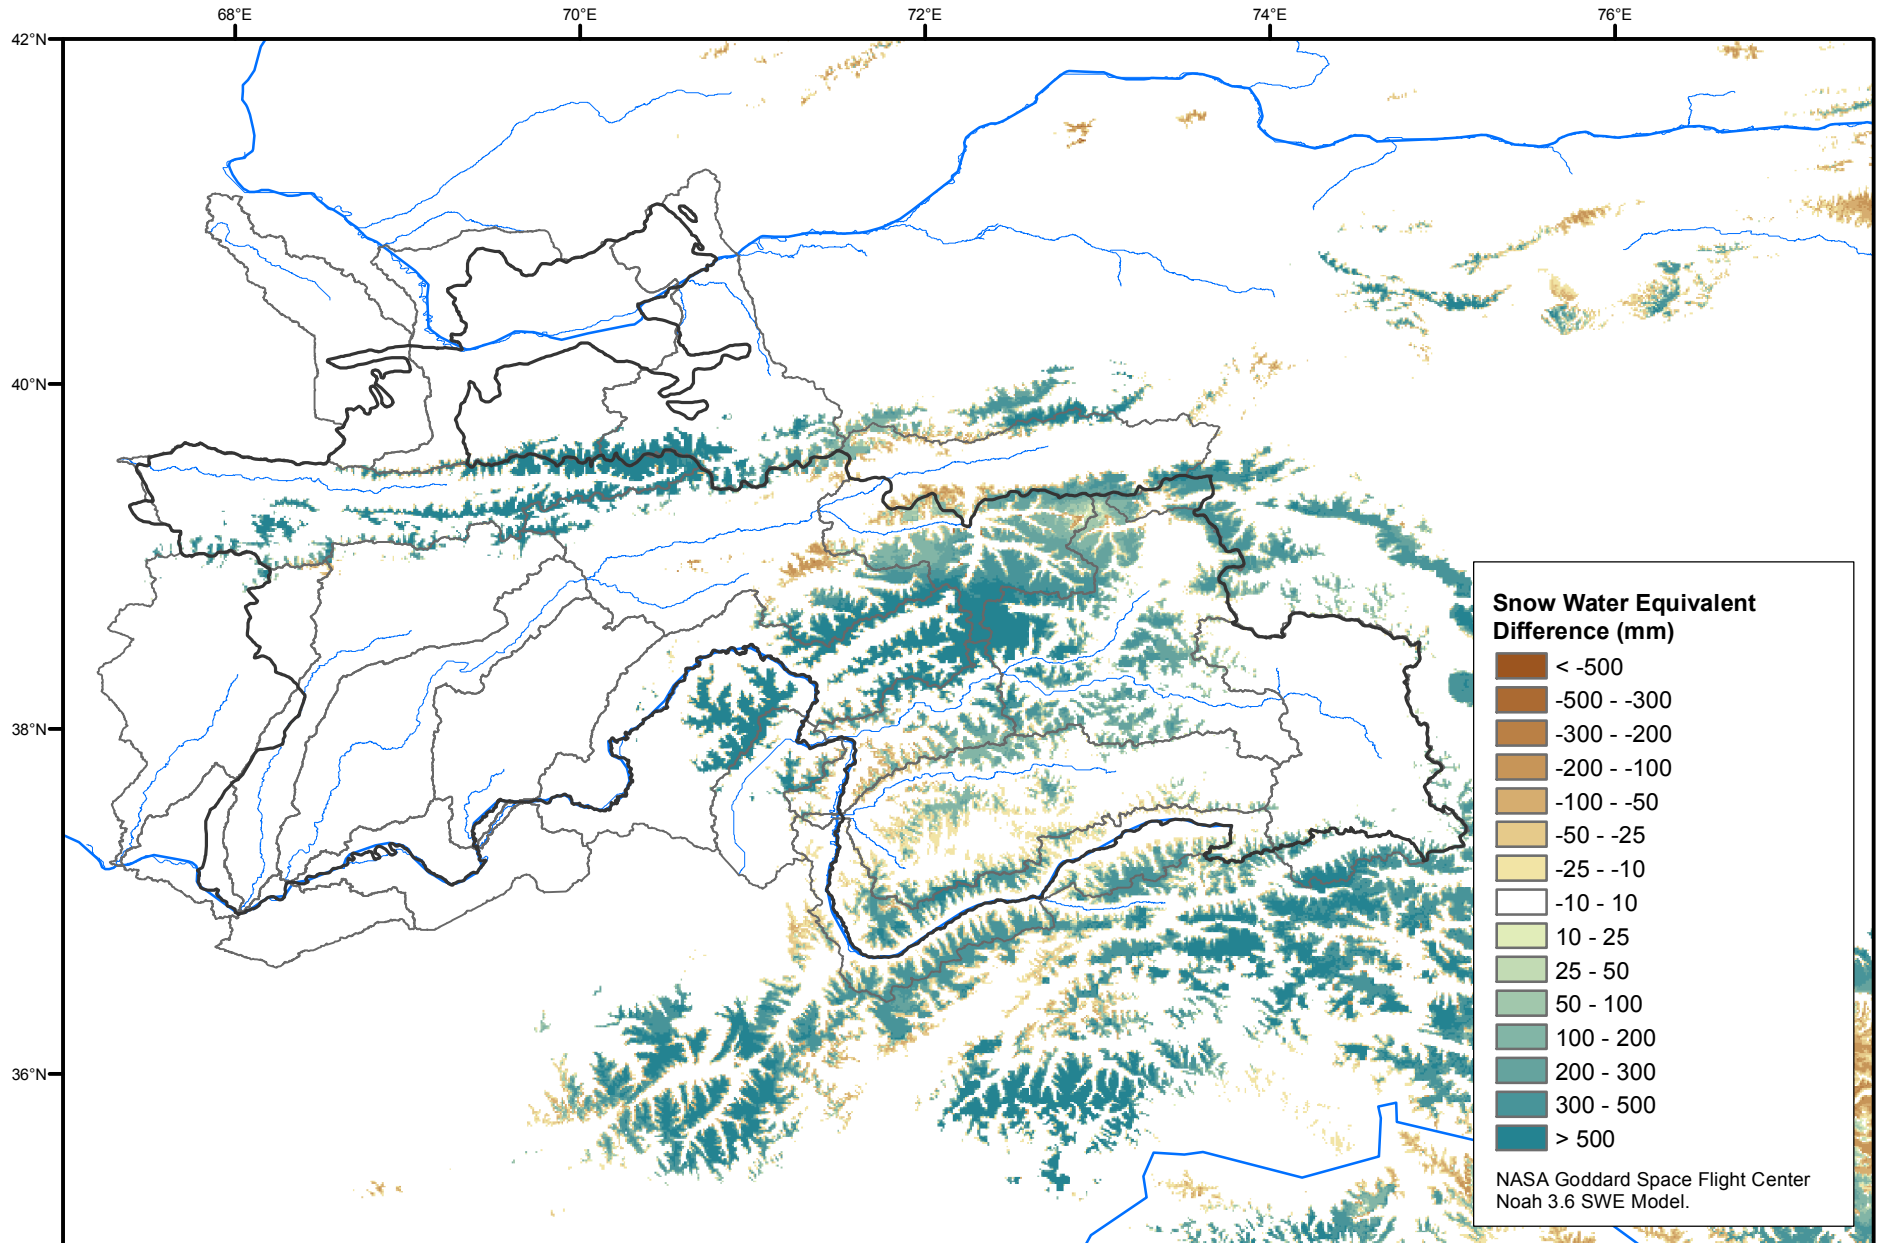 68°E 70°E 72°E 74°E 76°E
42°N
40°N
38°N
36°N
Snow Water Equivalent
Difference (mm)
< -500
-500 - -300
-300 - -200
-200 - -100
-100 - -50
-50 - -25
-25 - -10
-10 - 10
10 - 25
25 - 50
50 - 100
100 - 200
200 - 300
300 - 500
> 500
NASA Goddard Space Flight Center
Noah 3.6 SWE Model.